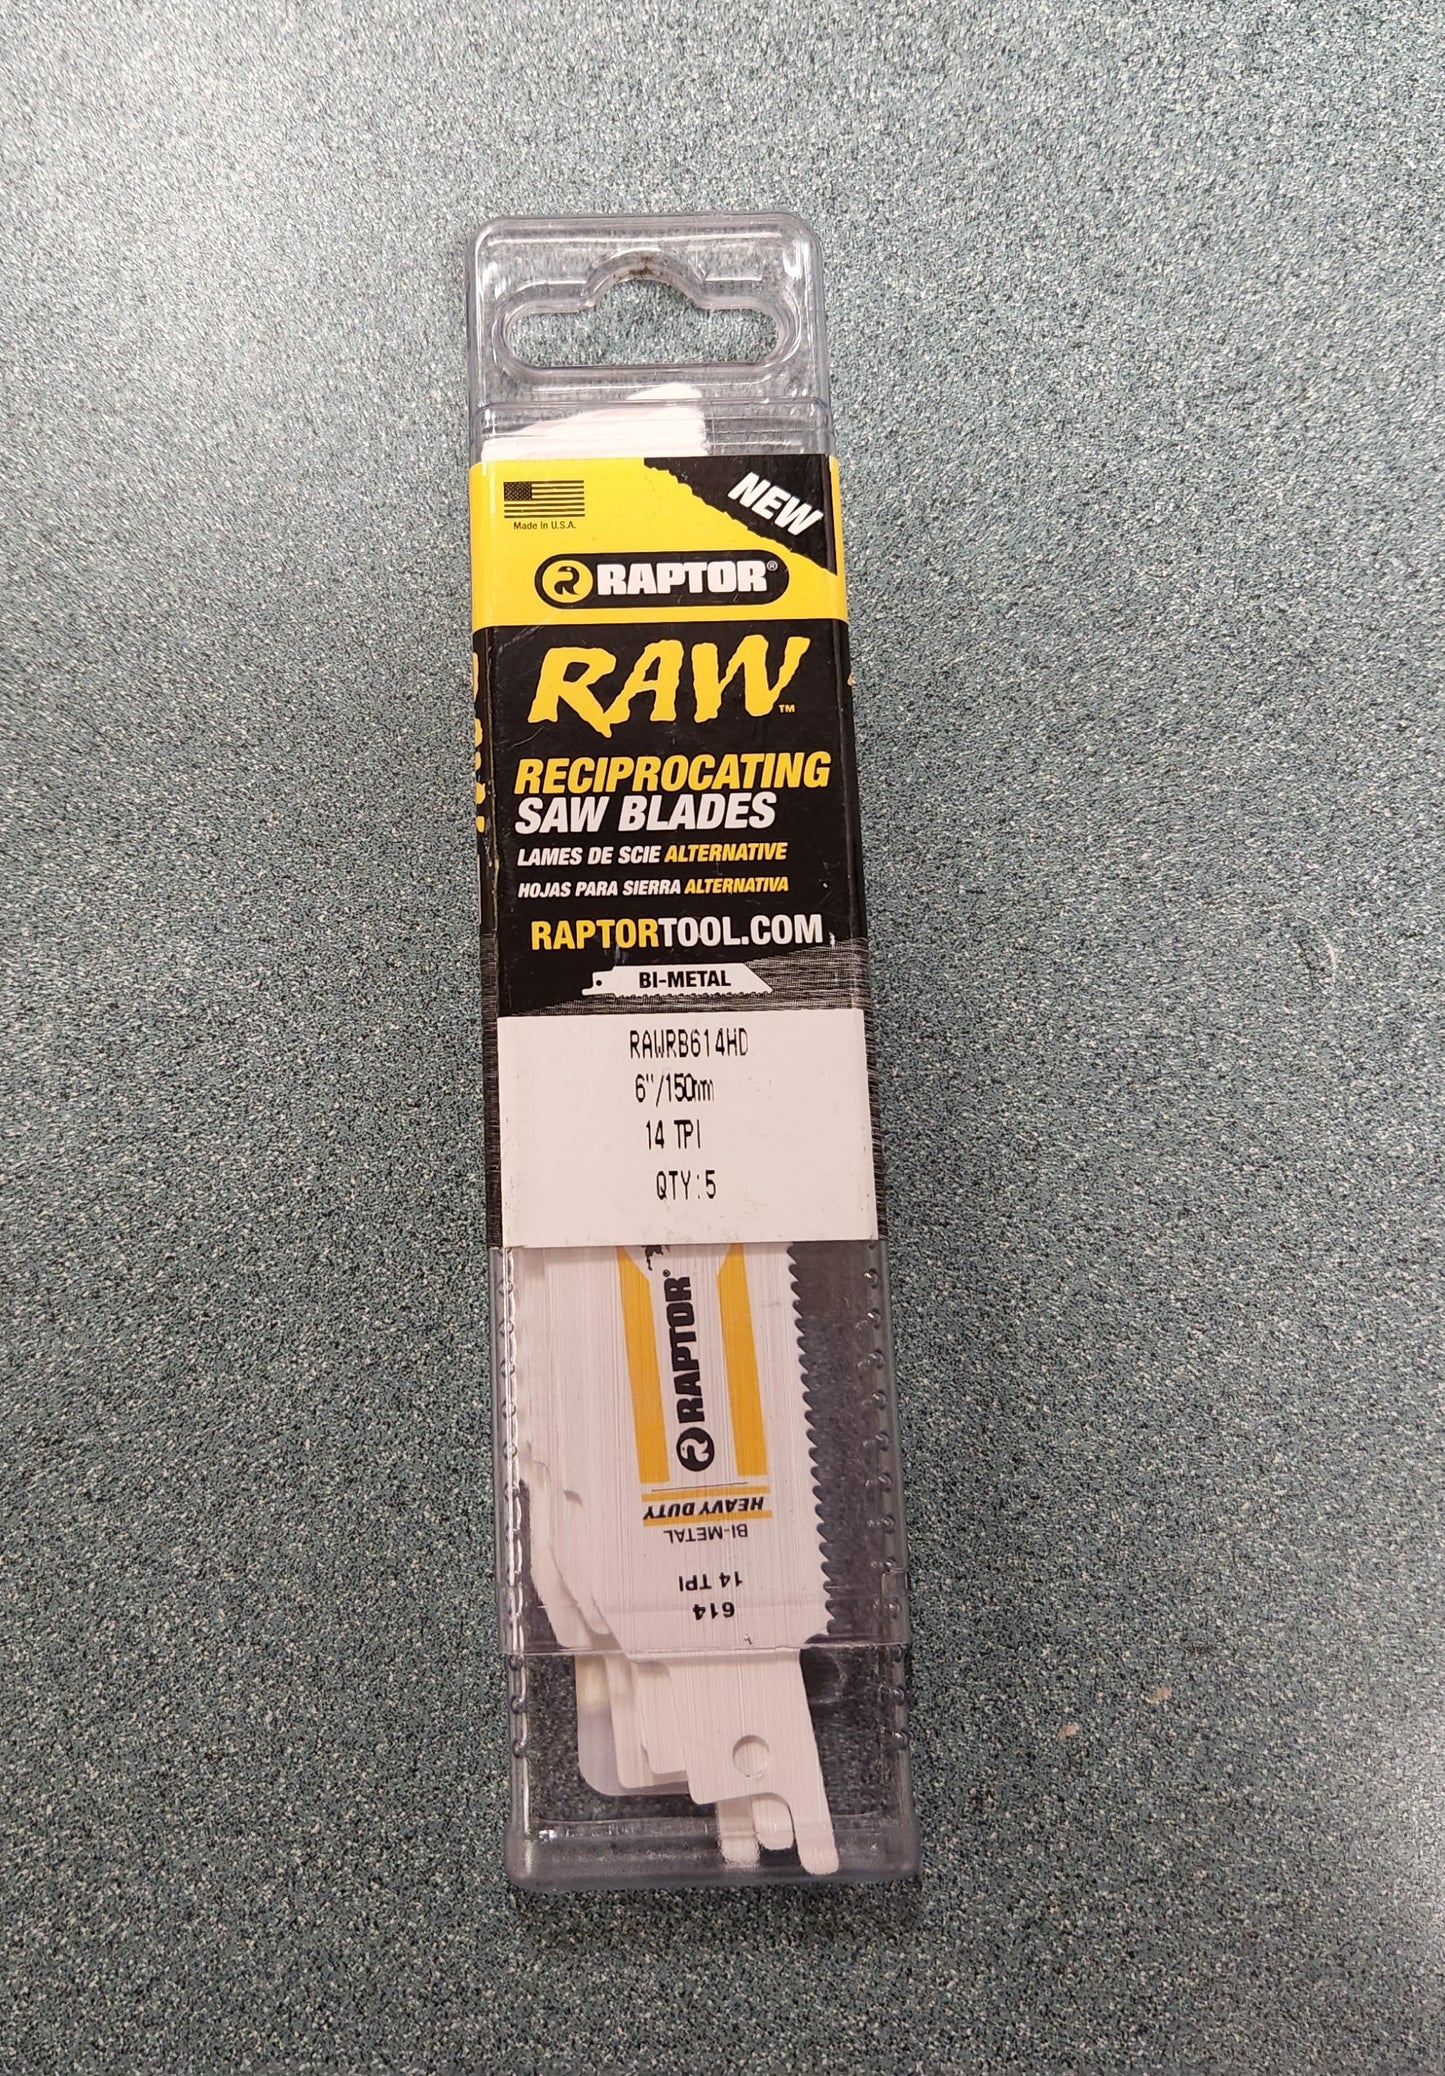 Made In U.S.A.
NEW
RAPTOR®
RAW™
RECIPROCATING
SAW BLADES
LAMES DE SCIE ALTERNATIVE
HOJAS PARA SIERRA ALTERNATIVA
RAPTORTOOL.COM
BI-METAL
RAWRB614HD
6"/150mm
14 TPI
QTY:5
RAPTOR®
HEAVY DUTY
BI-METAL
14 TPI
614